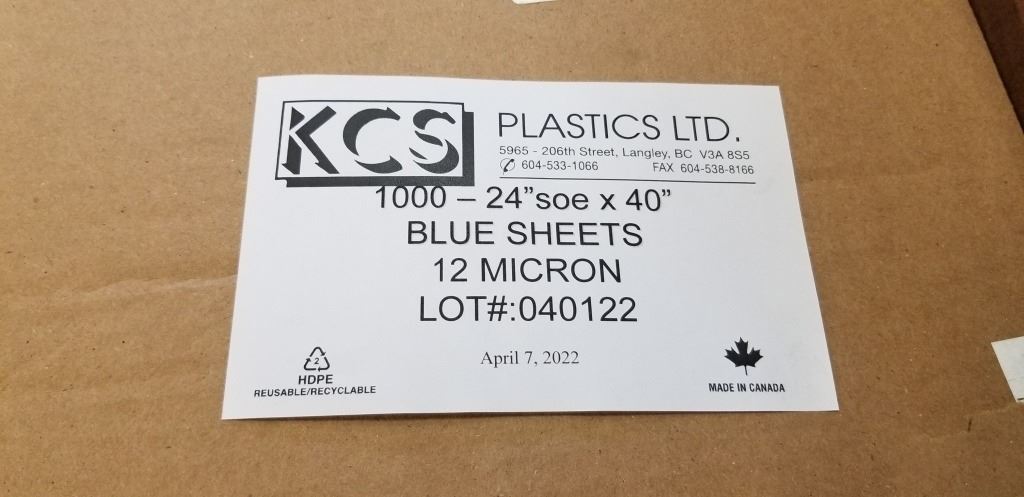 KCS PLASTICS LTD.
5965 - 206th Street, Langley, BC V3A 8S5
604-533-1066 FAX 604-538-8166
1000 – 24”soe x 40”
BLUE SHEETS
12 MICRON
LOT#:040122
April 7, 2022
2
HDPE
REUSABLE/RECYCLABLE
MADE IN CANADA